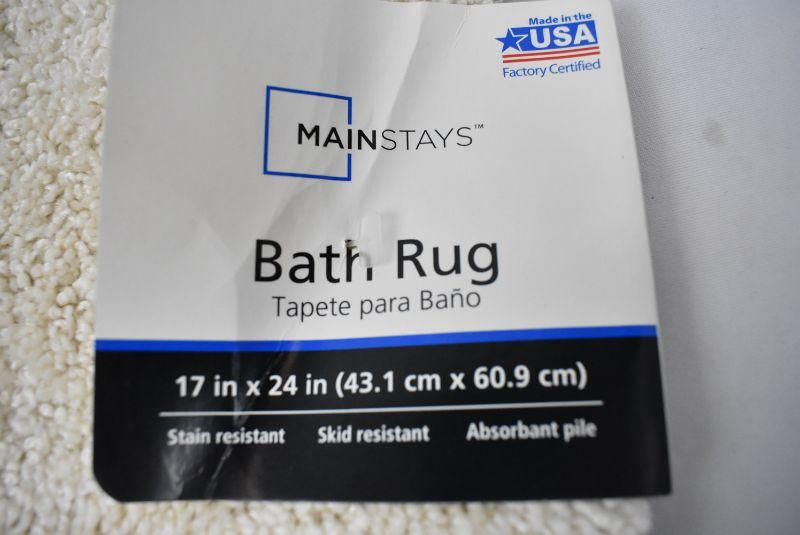 Made in the
USA
Factory Certified
MAINSTAYS™
Bath Rug
Tapete para Baño
17 in x 24 in (43.1 cm x 60.9 cm)
Stain resistant Skid resistant Absorbant pile